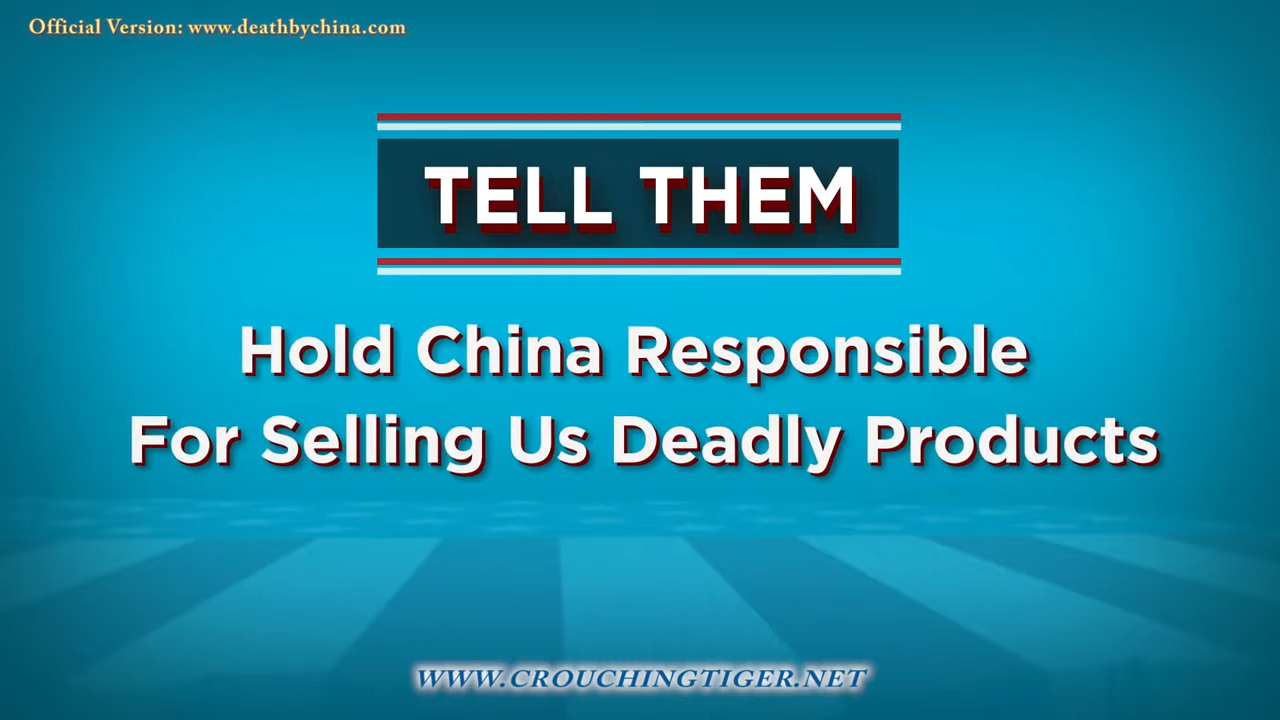 Official Version: www.deathbychina.com
TELL THEM
Hold China Responsible
For Selling Us Deadly Products
WWW.CROUCHINGTIGER.NET